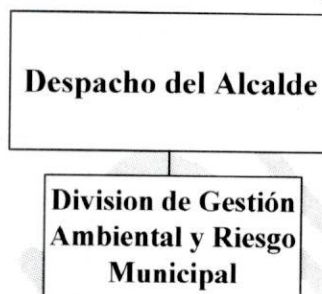 Despacho del Alcalde
Division de Gestión
Ambiental y Riesgo
Municipal